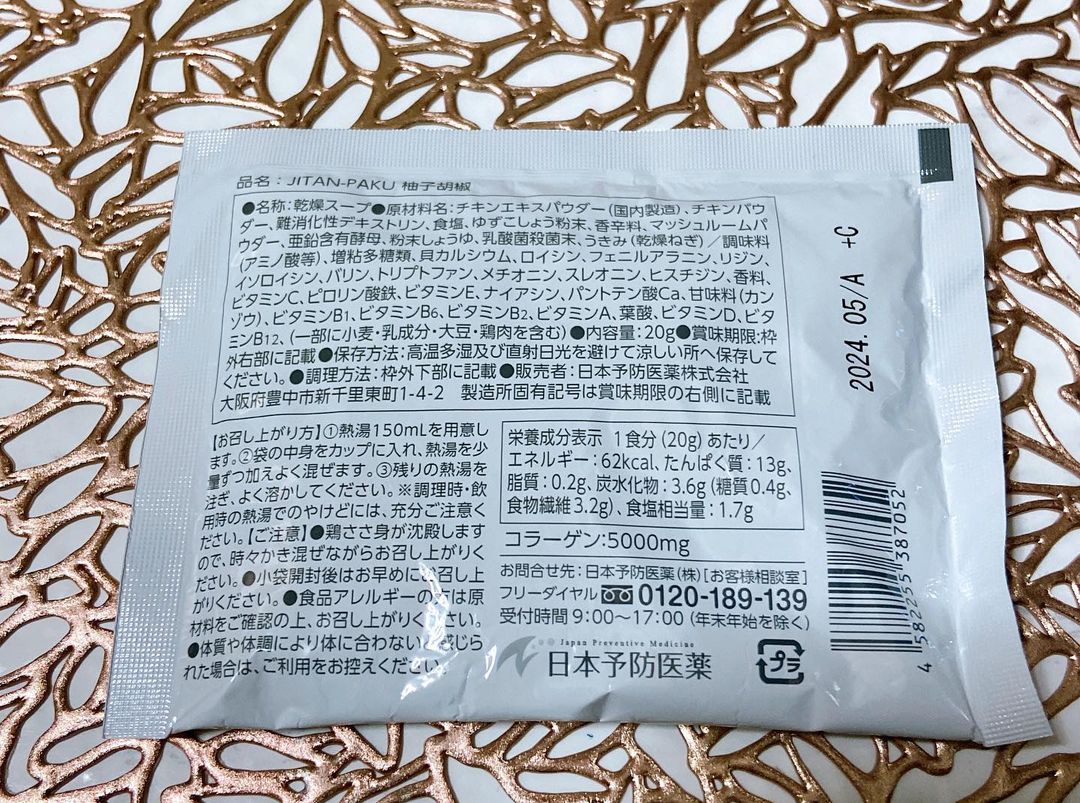 品名：JITAN-PAKU 柚子胡椒
●名称:乾燥スープ●原材料名:チキンエキスパウダー(国内製造)、チキンパウ
ダー、難消化性デキストリン、食塩、ゆずこしょう粉末、香辛料、マッシュルームパ
ウダー、亜鉛含有酵母、粉末しょうゆ、乳酸菌殺菌末、うきみ(乾燥ねぎ)／調味料
(アミノ酸等)、増粘多糖類、貝カルシウム、ロイシン、フェニルアラニン、リジン、
イソロイシン、バリン、トリプトファン、メチオニン、スレオニン、ヒスチジン、香料、
ビタミンC、ピロリン酸鉄、ビタミンE、ナイアシン、パントテン酸Ca、甘味料(カン
ゾウ)、ビタミンB1、ビタミンB6、ビタミンB2、ビタミンA、葉酸、ビタミンD、ビタ
ミンB12、(一部に小麦・乳成分・大豆・鶏肉を含む)●内容量:20g●賞味期限:枠
外右部に記載●保存方法:高温多湿及び直射日光を避けて涼しい所へ保存して
ください。●調理方法:枠外下部に記載●販売者:日本予防医薬株式会社
大阪府豊中市新千里東町1-4-2 製造所固有記号は賞味期限の右側に記載
【お召し上がり方】①熱湯150mLを用意しま
す。②袋の中身をカップに入れ、熱湯を少
量ずつ加えよく混ぜます。③残りの熱湯を
注ぎ、よく溶かしてください。※調理時・飲
用時の熱湯でのやけどには、充分ご注意く
ださい。【ご注意】●鶏ささ身が沈殿します
ので、時々かき混ぜながらお召し上がりく
ださい。●小袋開封後はお早めに 召し上
がりください。●食品アレルギーの方は原
材料をご確認の上、お召し上がりください。
●体質や体調により体に合わないと感じら
れた場合は、ご利用をお控えください。
栄養成分表示 1食分(20g)あたり／
エネルギー:62kcal、たんぱく質:13g、
脂質:0.2g、炭水化物:3.6g(糖質0.4g、
食物繊維3.2g)、食塩相当量:1.7g
コラーゲン:5000mg
お問合せ先:日本予防医薬(株)[お客様相談室]
フリーダイヤル 0120-189-139
受付時間 9:00〜17:00 (年末年始を除く)
Japan Preventive Medicine
日本予防医薬
プラ
2024.05/A +C
4 582255 387052